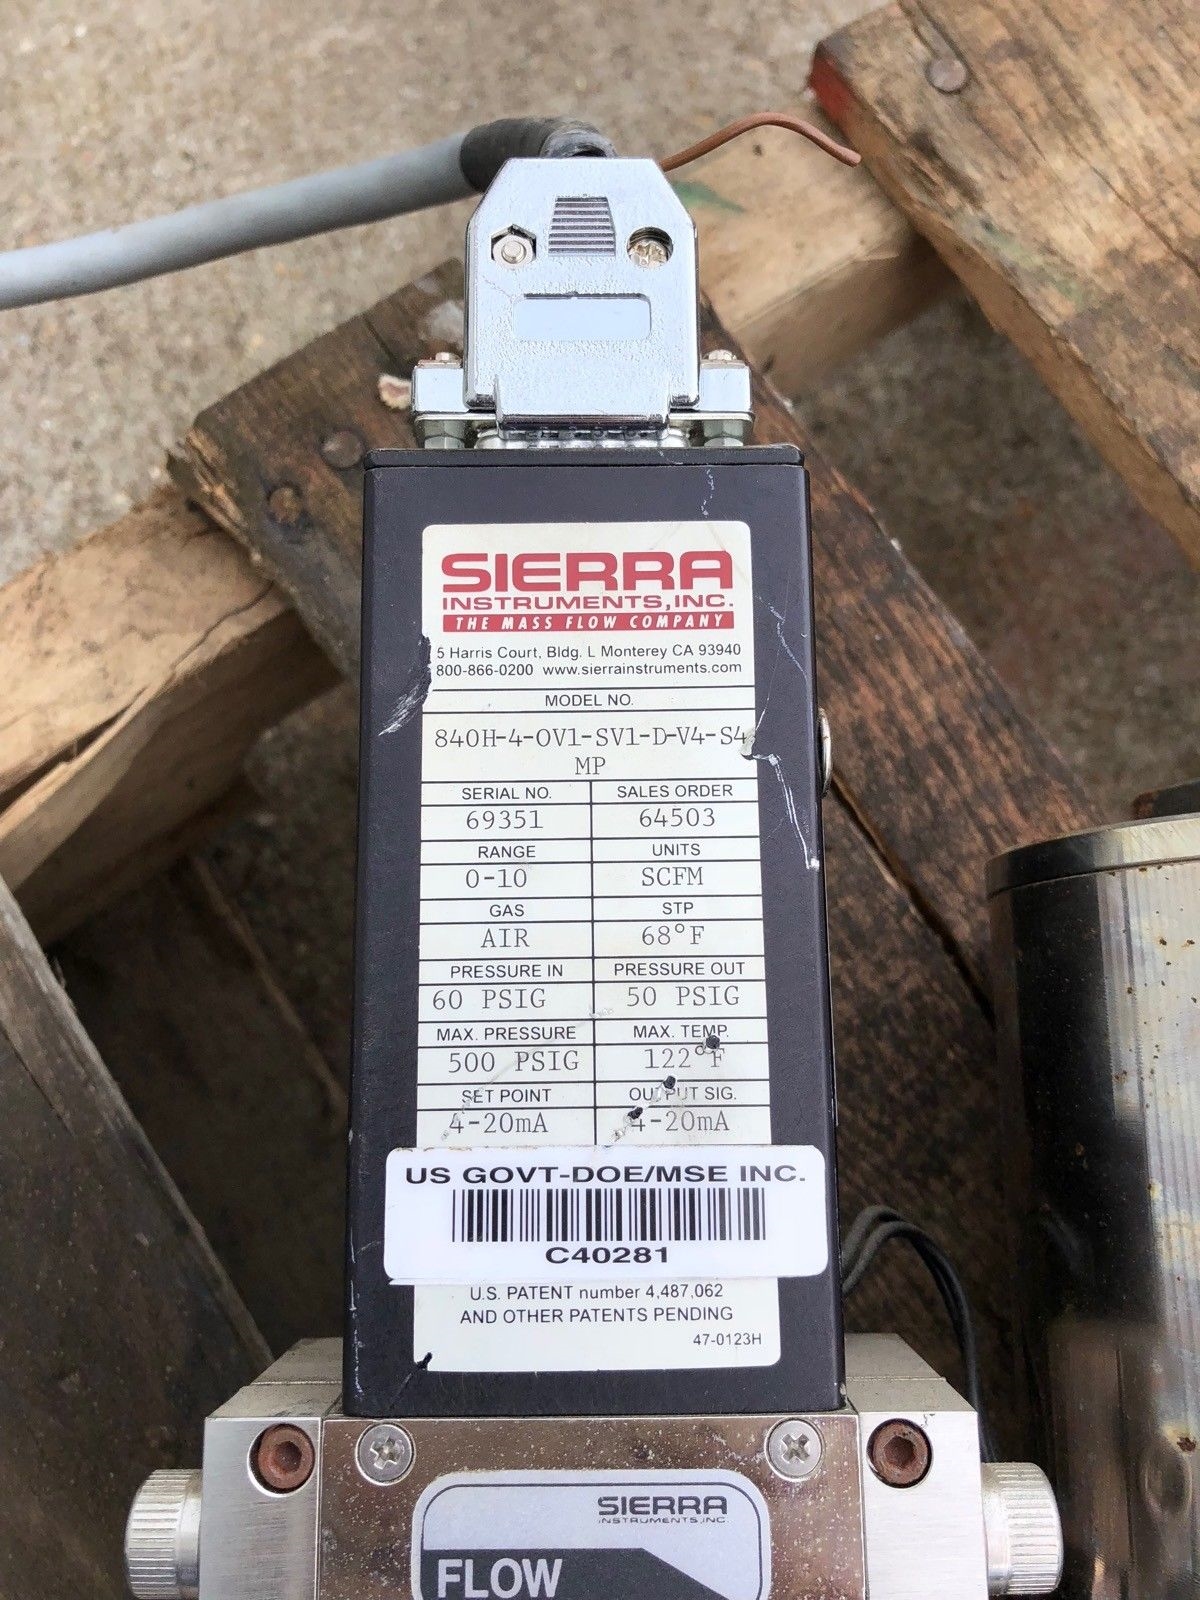 SIERRA
INSTRUMENTS, INC.
THE MASS FLOW COMPANY
5 Harris Court, Bldg. L Monterey CA 93940
800-866-0200 www.sierrainstruments.com
MODEL NO.
840H-4-OV1-SV1-D-V4-S4
MP
SERIAL NO. SALES ORDER
69351 64503
RANGE UNITS
0-10 SCFM
GAS STP
AIR 68°F
PRESSURE IN PRESSURE OUT
60 PSIG 50 PSIG
MAX. PRESSURE MAX. TEMP.
500 PSIG 122°F
SET POINT OUTPUT SIG.
4-20mA 4-20mA
US GOVT-DOE/MSE INC.
C40281
U.S. PATENT number 4,487,062
AND OTHER PATENTS PENDING
47-0123H
SIERRA
INSTRUMENTS, INC.
FLOW